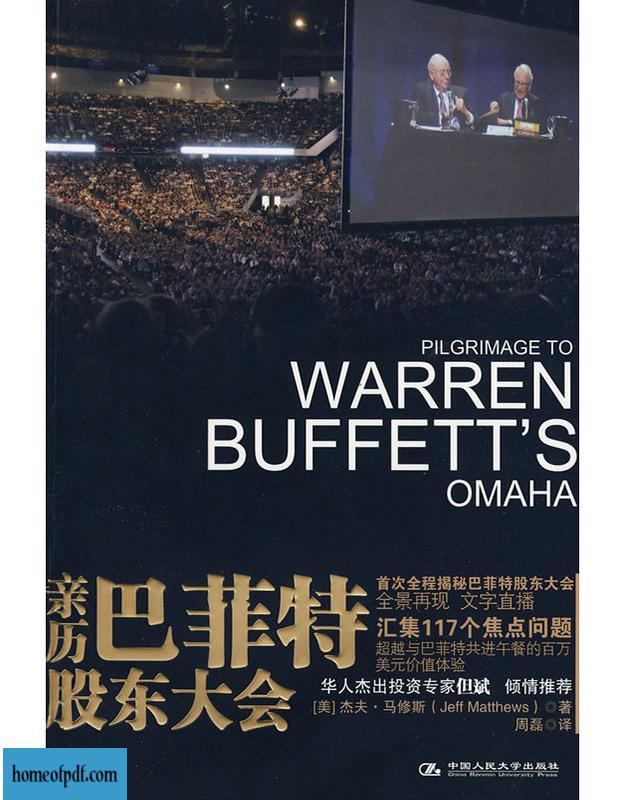 PILGRIMAGE TO
WARREN
BUFFETT'S
OMAHA
亲历巴菲特
股东大会
首次全程揭秘巴菲特股东大会
全景再现 文字直播
汇集117个焦点问题
超越与巴菲特共进午餐的百万
美元价值体验
华人杰出投资专家但斌 倾情推荐
[美] 杰夫·马修斯（Jeff Matthews）◎著
周磊◎译
中国人民大学出版社
China Renmin University Press
homeofpdf.com